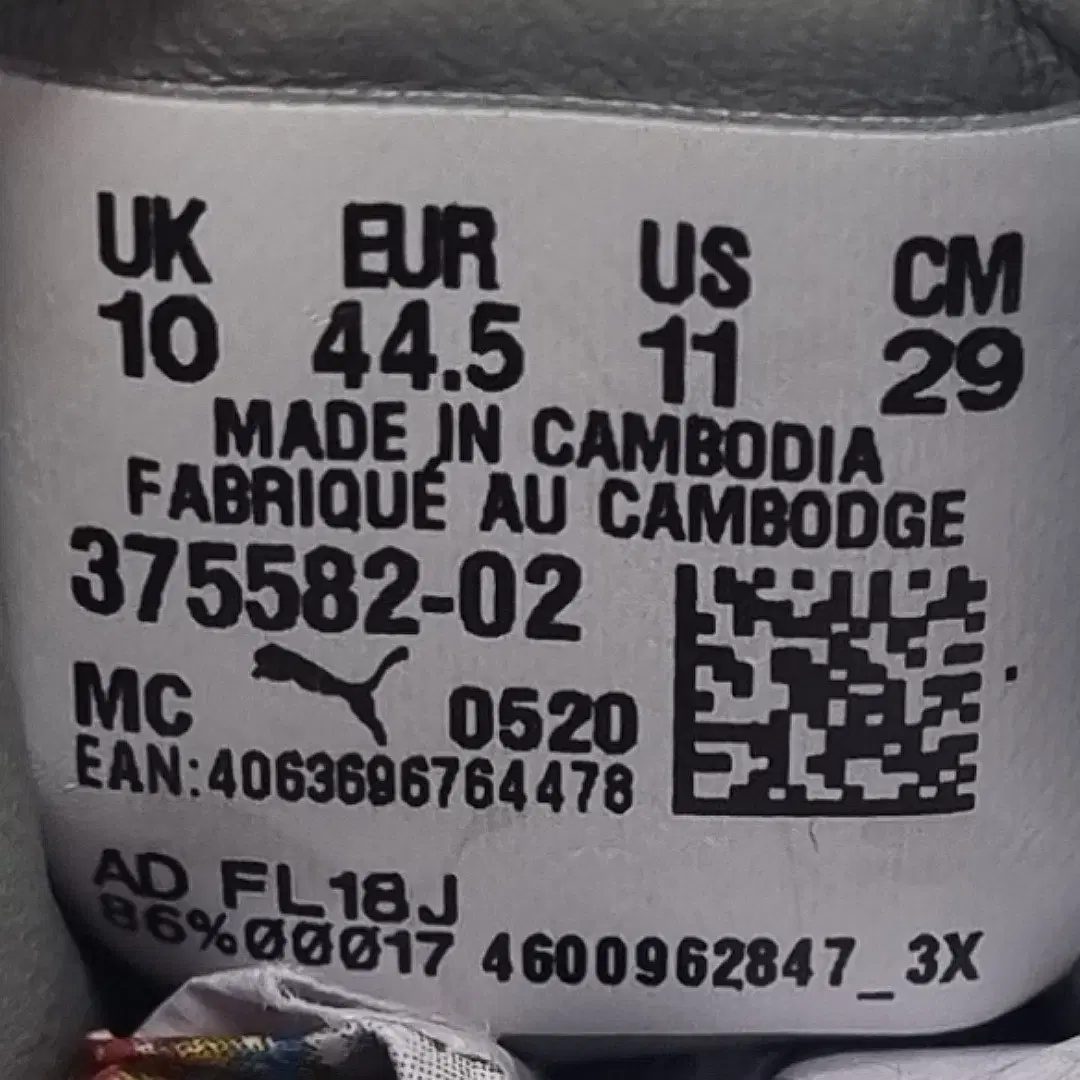 UK EUR US CM
10 44.5 11 29
MADE IN CAMBODIA
FABRIQUÉ AU CAMBODGE
375582-02
MC 0520
EAN:4063696764478
AD FL18J
86%ØØØ17 4600962847_3X